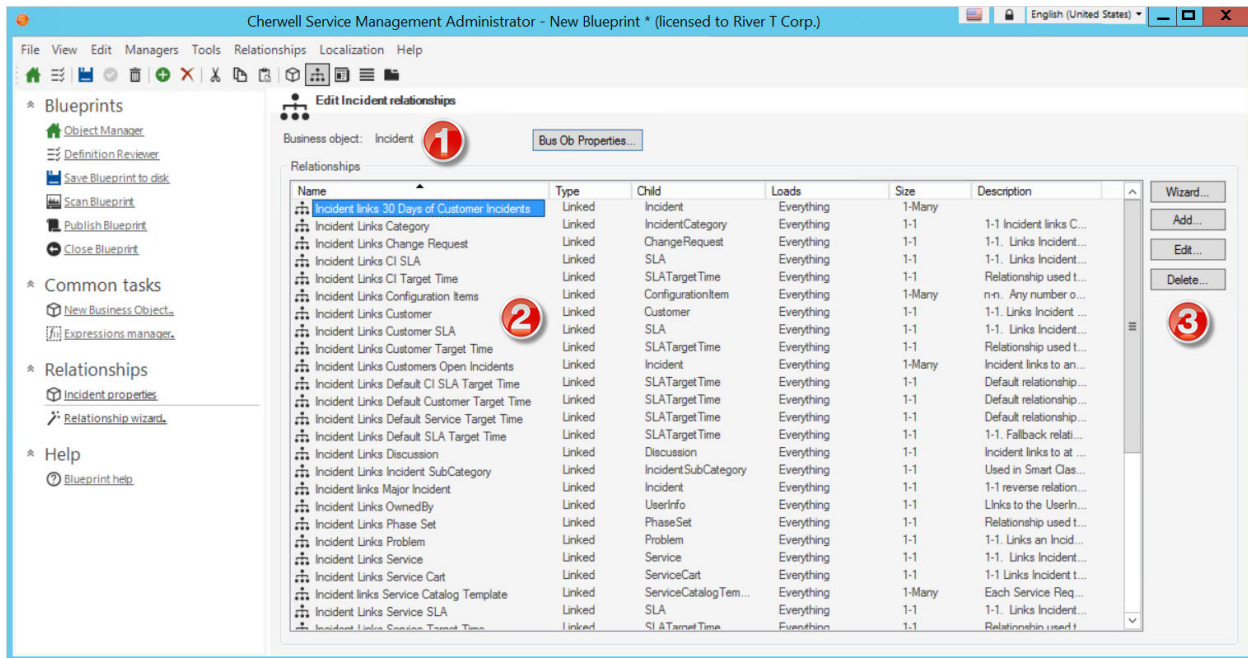 Cherwell Service Management Administrator - New Blueprint * (licensed to River T Corp.)
English (United States)
File View Edit Managers Tools Relationships Localization Help
Blueprints
Object Manager
Definition Reviewer
Save Blueprint to disk
Scan Blueprint
Publish Blueprint
Close Blueprint
Common tasks
New Business Object...
Expressions manager...
Relationships
Incident properties
Relationship wizard...
Help
Blueprint help
Edit Incident relationships
Business object: Incident
1
Bus Ob Properties...
Relationships
Name Type Child Loads Size Description
Incident links 30 Days of Customer Incidents Linked Incident Everything 1-Many
Incident Links Category Linked IncidentCategory Everything 1-1 1-1 Incident links C...
Incident Links Change Request Linked ChangeRequest Everything 1-1 1-1. Links Incident...
Incident Links CI SLA Linked SLA Everything 1-1 1-1. Links Incident...
Incident Links CI Target Time Linked SLATargetTime Everything 1-1 Relationship used t...
Incident Links Configuration Items Linked ConfigurationItem Everything 1-Many n-n. Any number o...
Incident Links Customer Linked Customer Everything 1-1 1-1. Links Incident ...
Incident Links Customer SLA Linked SLA Everything 1-1 1-1. Links Incident...
Incident Links Customer Target Time Linked SLATargetTime Everything 1-1 Relationship used t...
Incident Links Customers Open Incidents Linked Incident Everything 1-Many Incident links to an...
Incident Links Default CI SLA Target Time Linked SLATargetTime Everything 1-1 Default relationship...
Incident Links Default Customer Target Time Linked SLATargetTime Everything 1-1 Default relationship...
Incident Links Default Service Target Time Linked SLATargetTime Everything 1-1 Default relationship...
Incident Links Default SLA Target Time Linked SLATargetTime Everything 1-1 1-1. Fallback relati...
Incident Links Discussion Linked Discussion Everything 1-1 Incident links to at ...
Incident Links Incident SubCategory Linked IncidentSubCategory Everything 1-1 Used in Smart Clas...
Incident links Major Incident Linked Incident Everything 1-1 1-1 reverse relation...
Incident Links OwnedBy Linked UserInfo Everything 1-1 LInks to the UserIn...
Incident Links Phase Set Linked PhaseSet Everything 1-1 Relationship used t...
Incident Links Problem Linked Problem Everything 1-1 1-1. Links an Incid...
Incident Links Service Linked Service Everything 1-1 1-1. Links Incident...
Incident Links Service Cart Linked ServiceCart Everything 1-1 1-1 Links Incident t...
Incident links Service Catalog Template Linked ServiceCatalogTem... Everything 1-Many Each Service Req...
Incident Links Service SLA Linked SLA Everything 1-1 1-1. Links Incident...
Incident Links Service Target Time Linked SLATargetTime Everything 1-1 Relationship used t
2
Wizard...
Add...
Edit...
Delete...
3